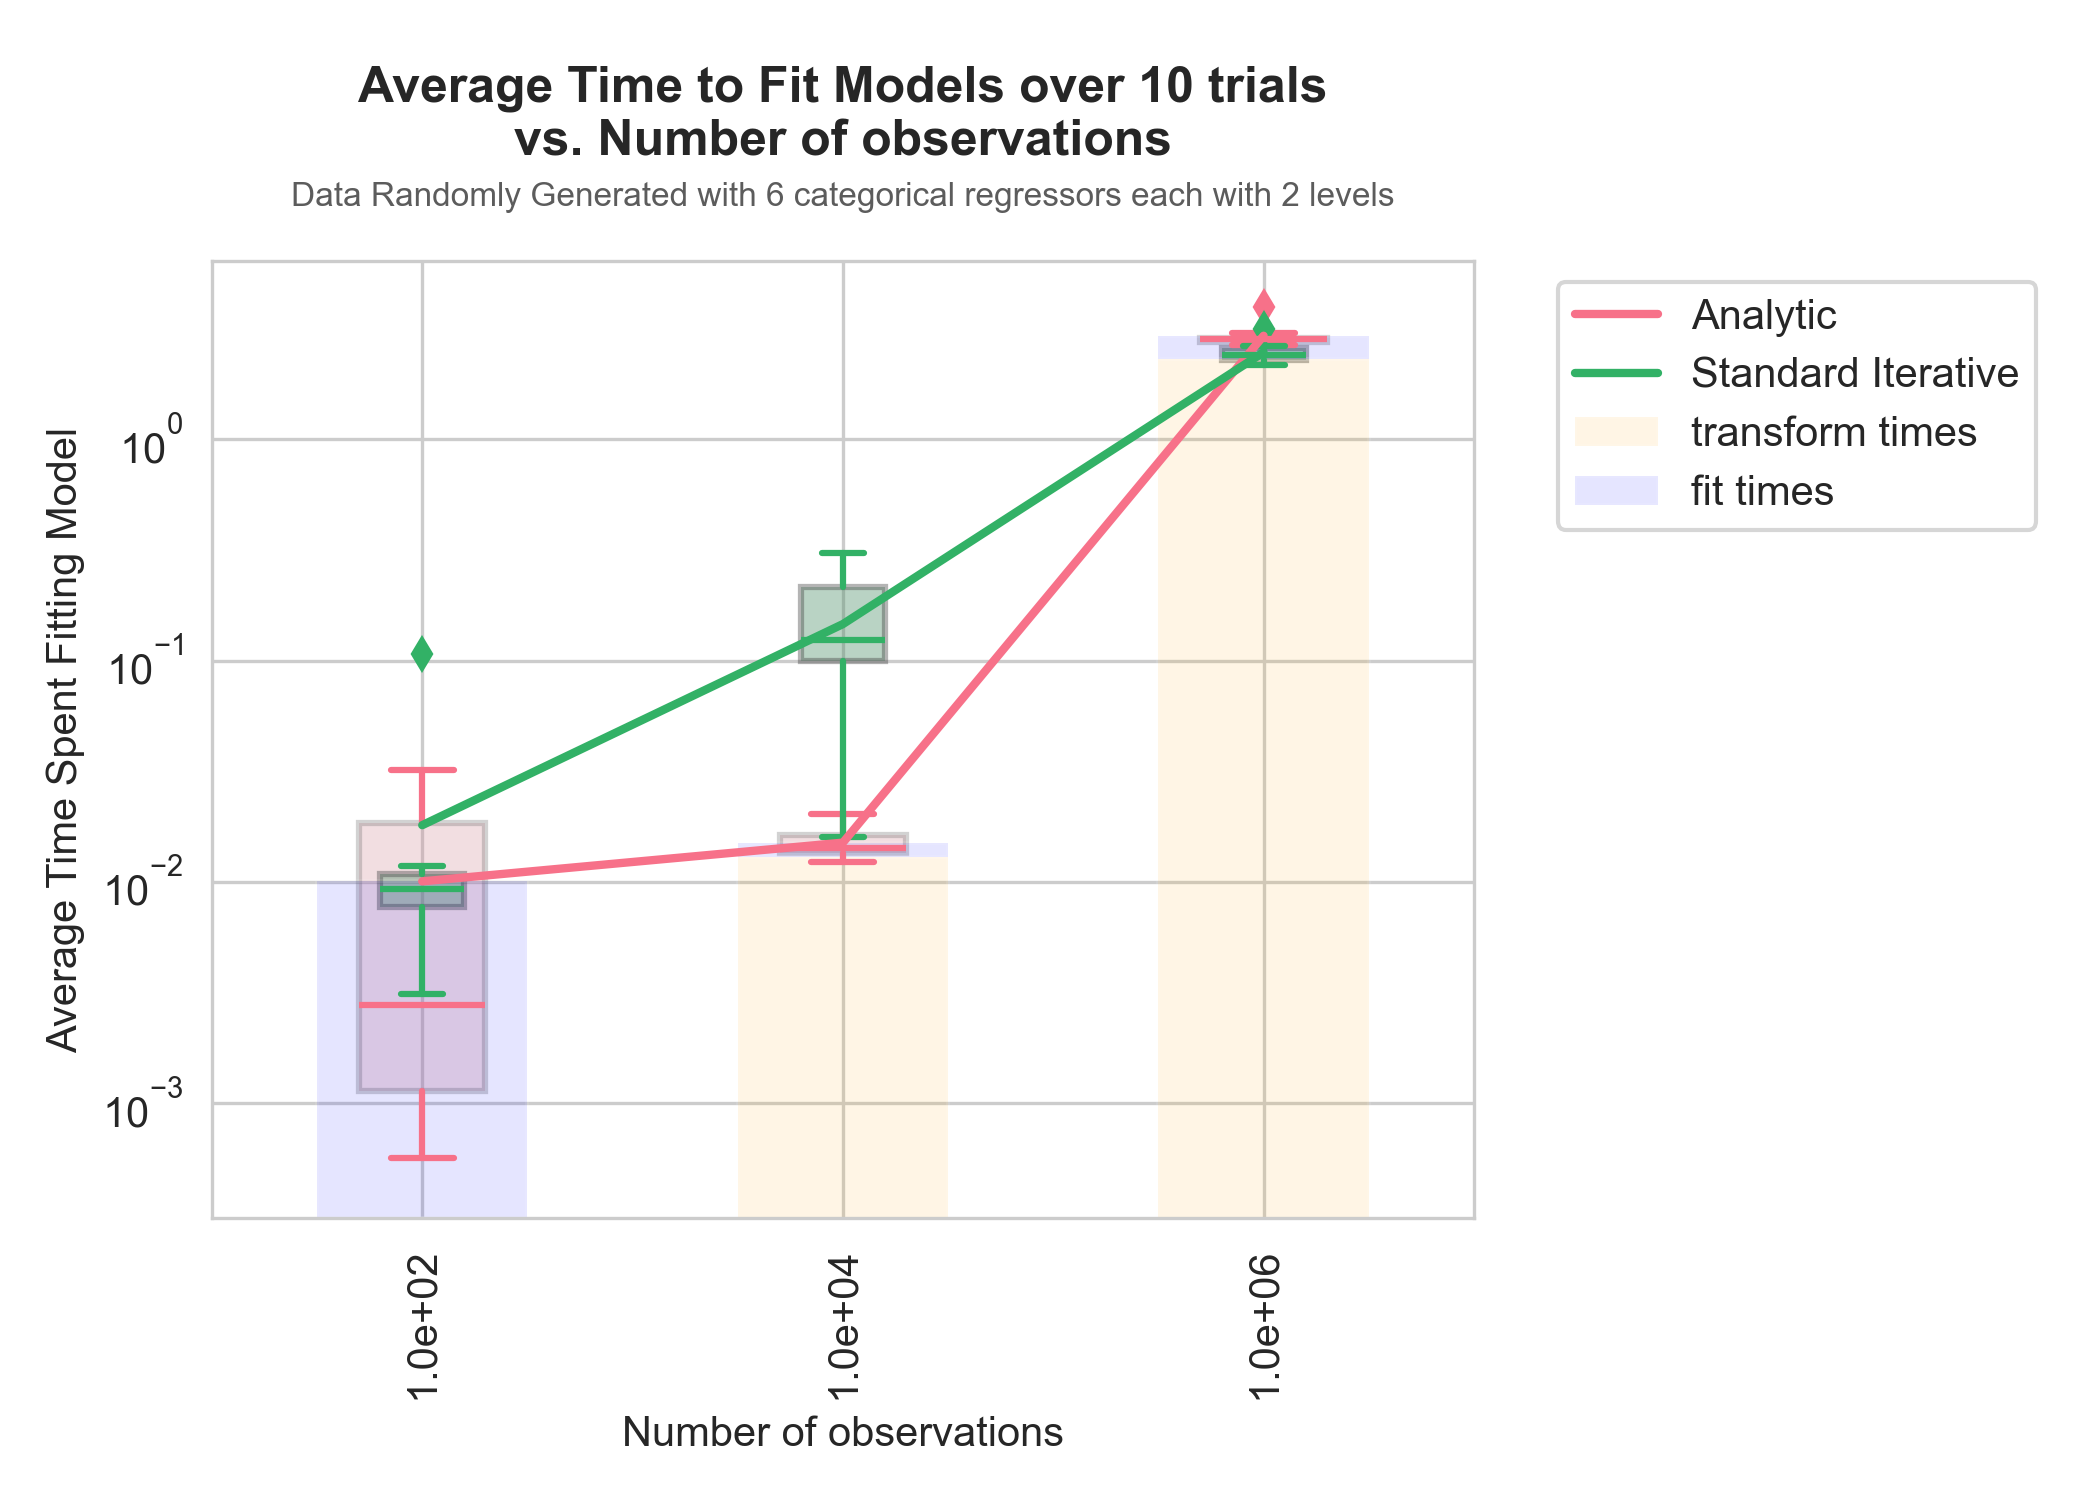 Average Time to Fit Models over 10 trials
vs. Number of observations
Data Randomly Generated with 6 categorical regressors each with 2 levels
Average Time Spent Fitting Model
10⁰
10⁻¹
10⁻²
10⁻³
1.0e+02
1.0e+04
1.0e+06
Number of observations
Analytic
Standard Iterative
transform times
fit times